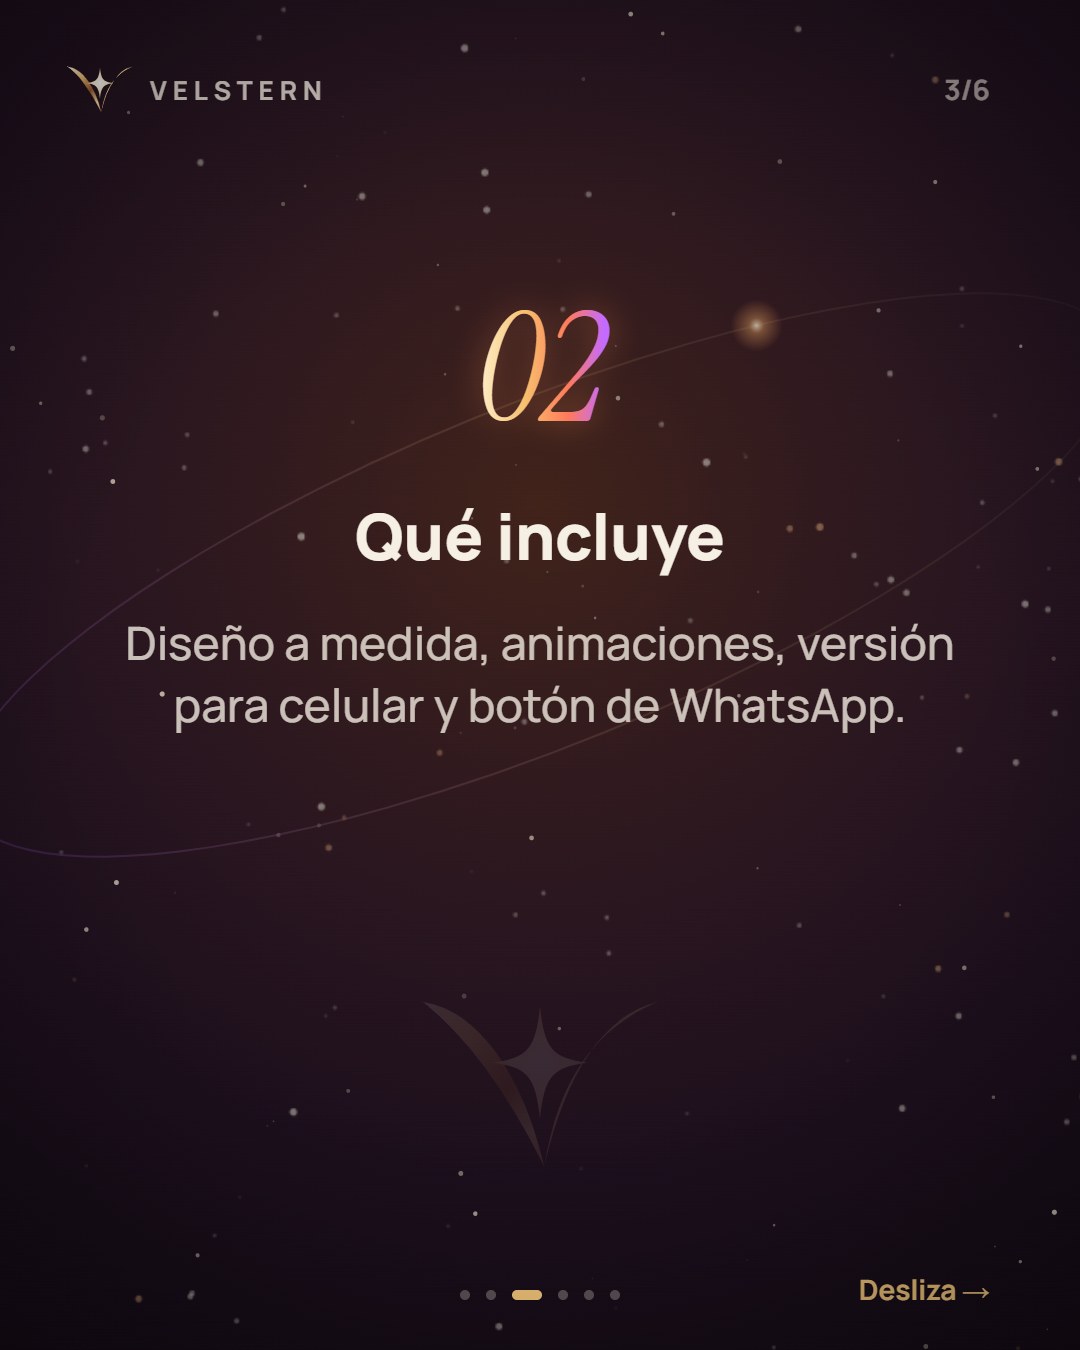 VELSTERN
3/6
02
Qué incluye
Diseño a medida, animaciones, versión
para celular y botón de WhatsApp.
Desliza →